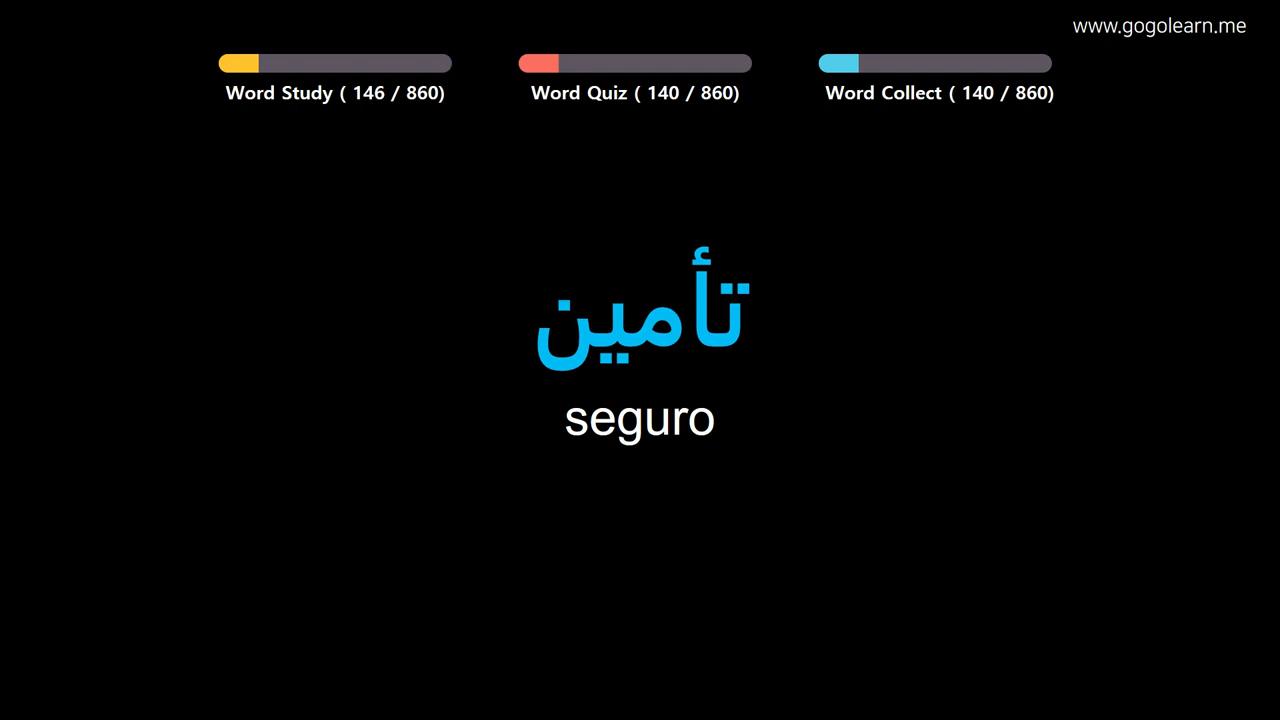 www.gogolearn.me
Word Study ( 146 / 860)
Word Quiz ( 140 / 860)
Word Collect ( 140 / 860)
تأمين
seguro